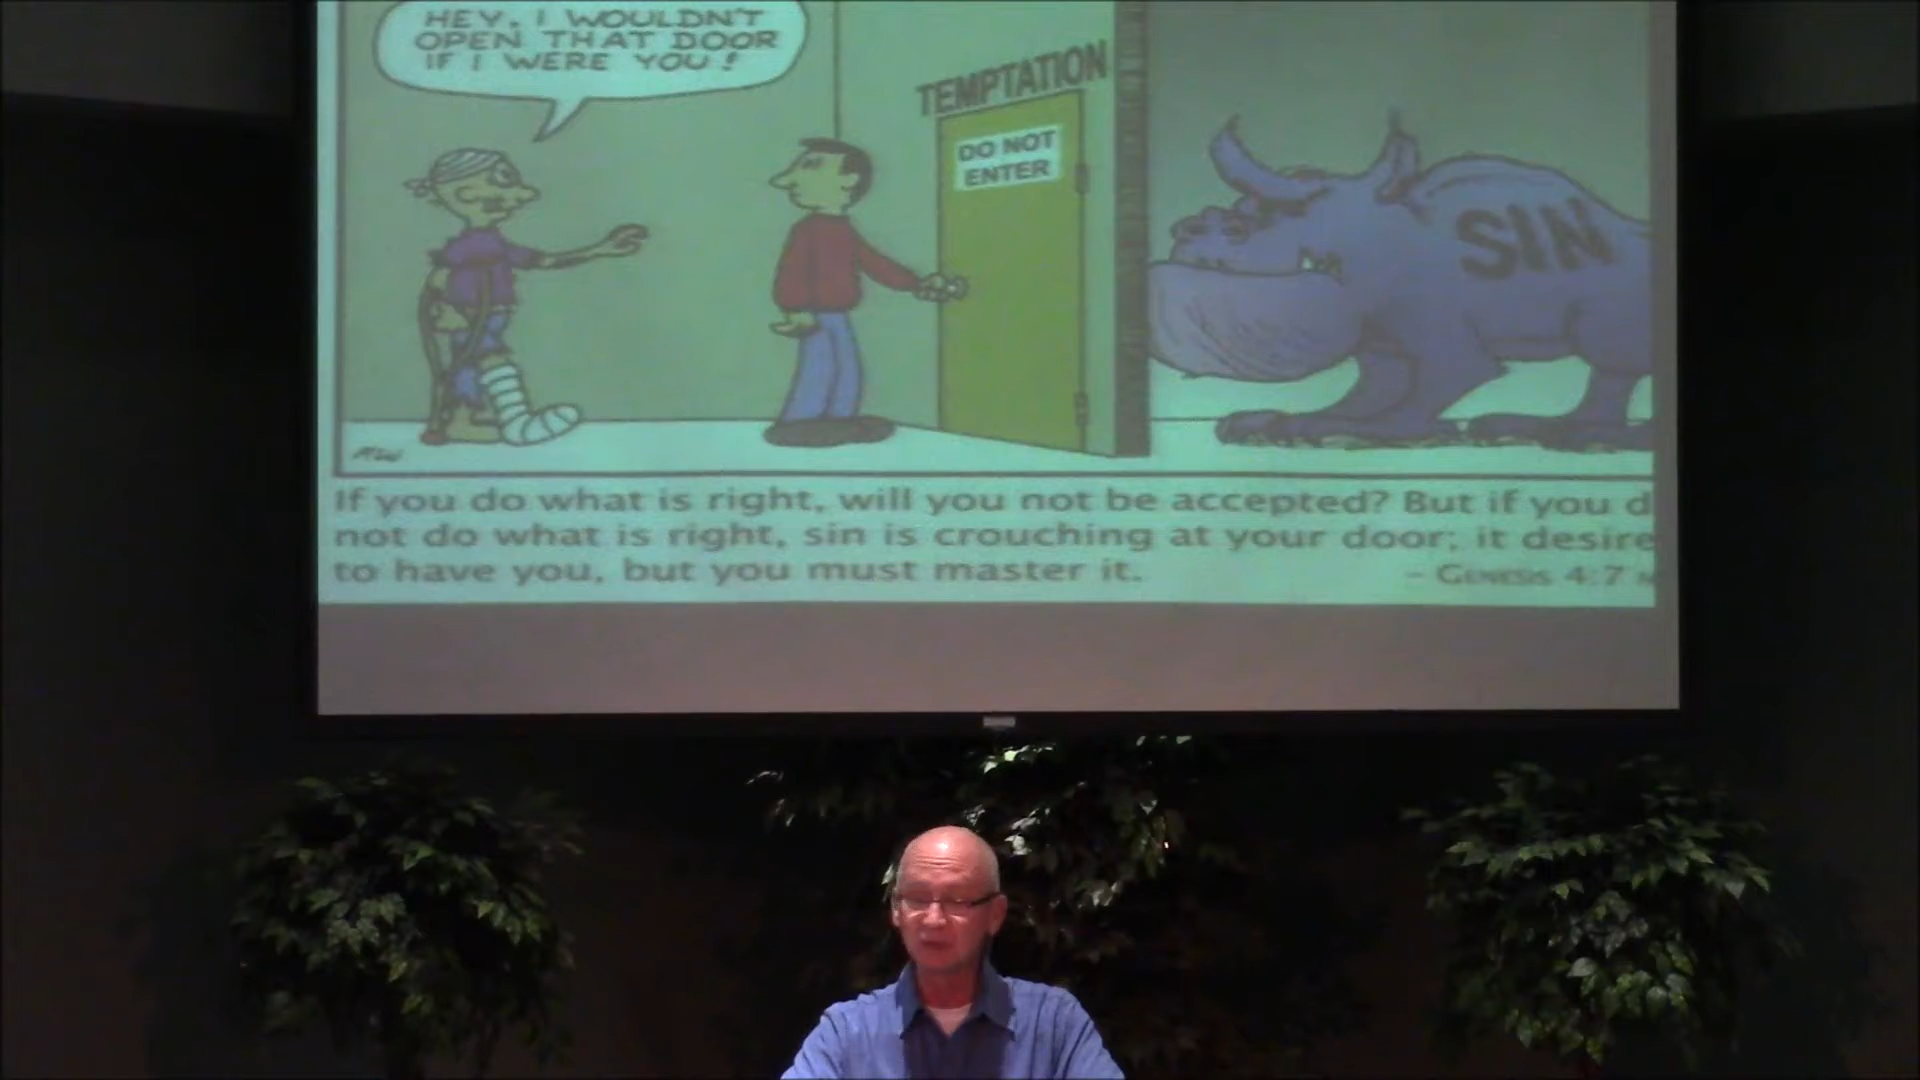 HEY, I WOULDN'T
OPEN THAT DOOR
IF I WERE YOU!
TEMPTATION
DO NOT
ENTER
SIN
If you do what is right, will you not be accepted? But if you d
not do what is right, sin is crouching at your door; it desire
to have you, but you must master it.
– GENESIS 4:7